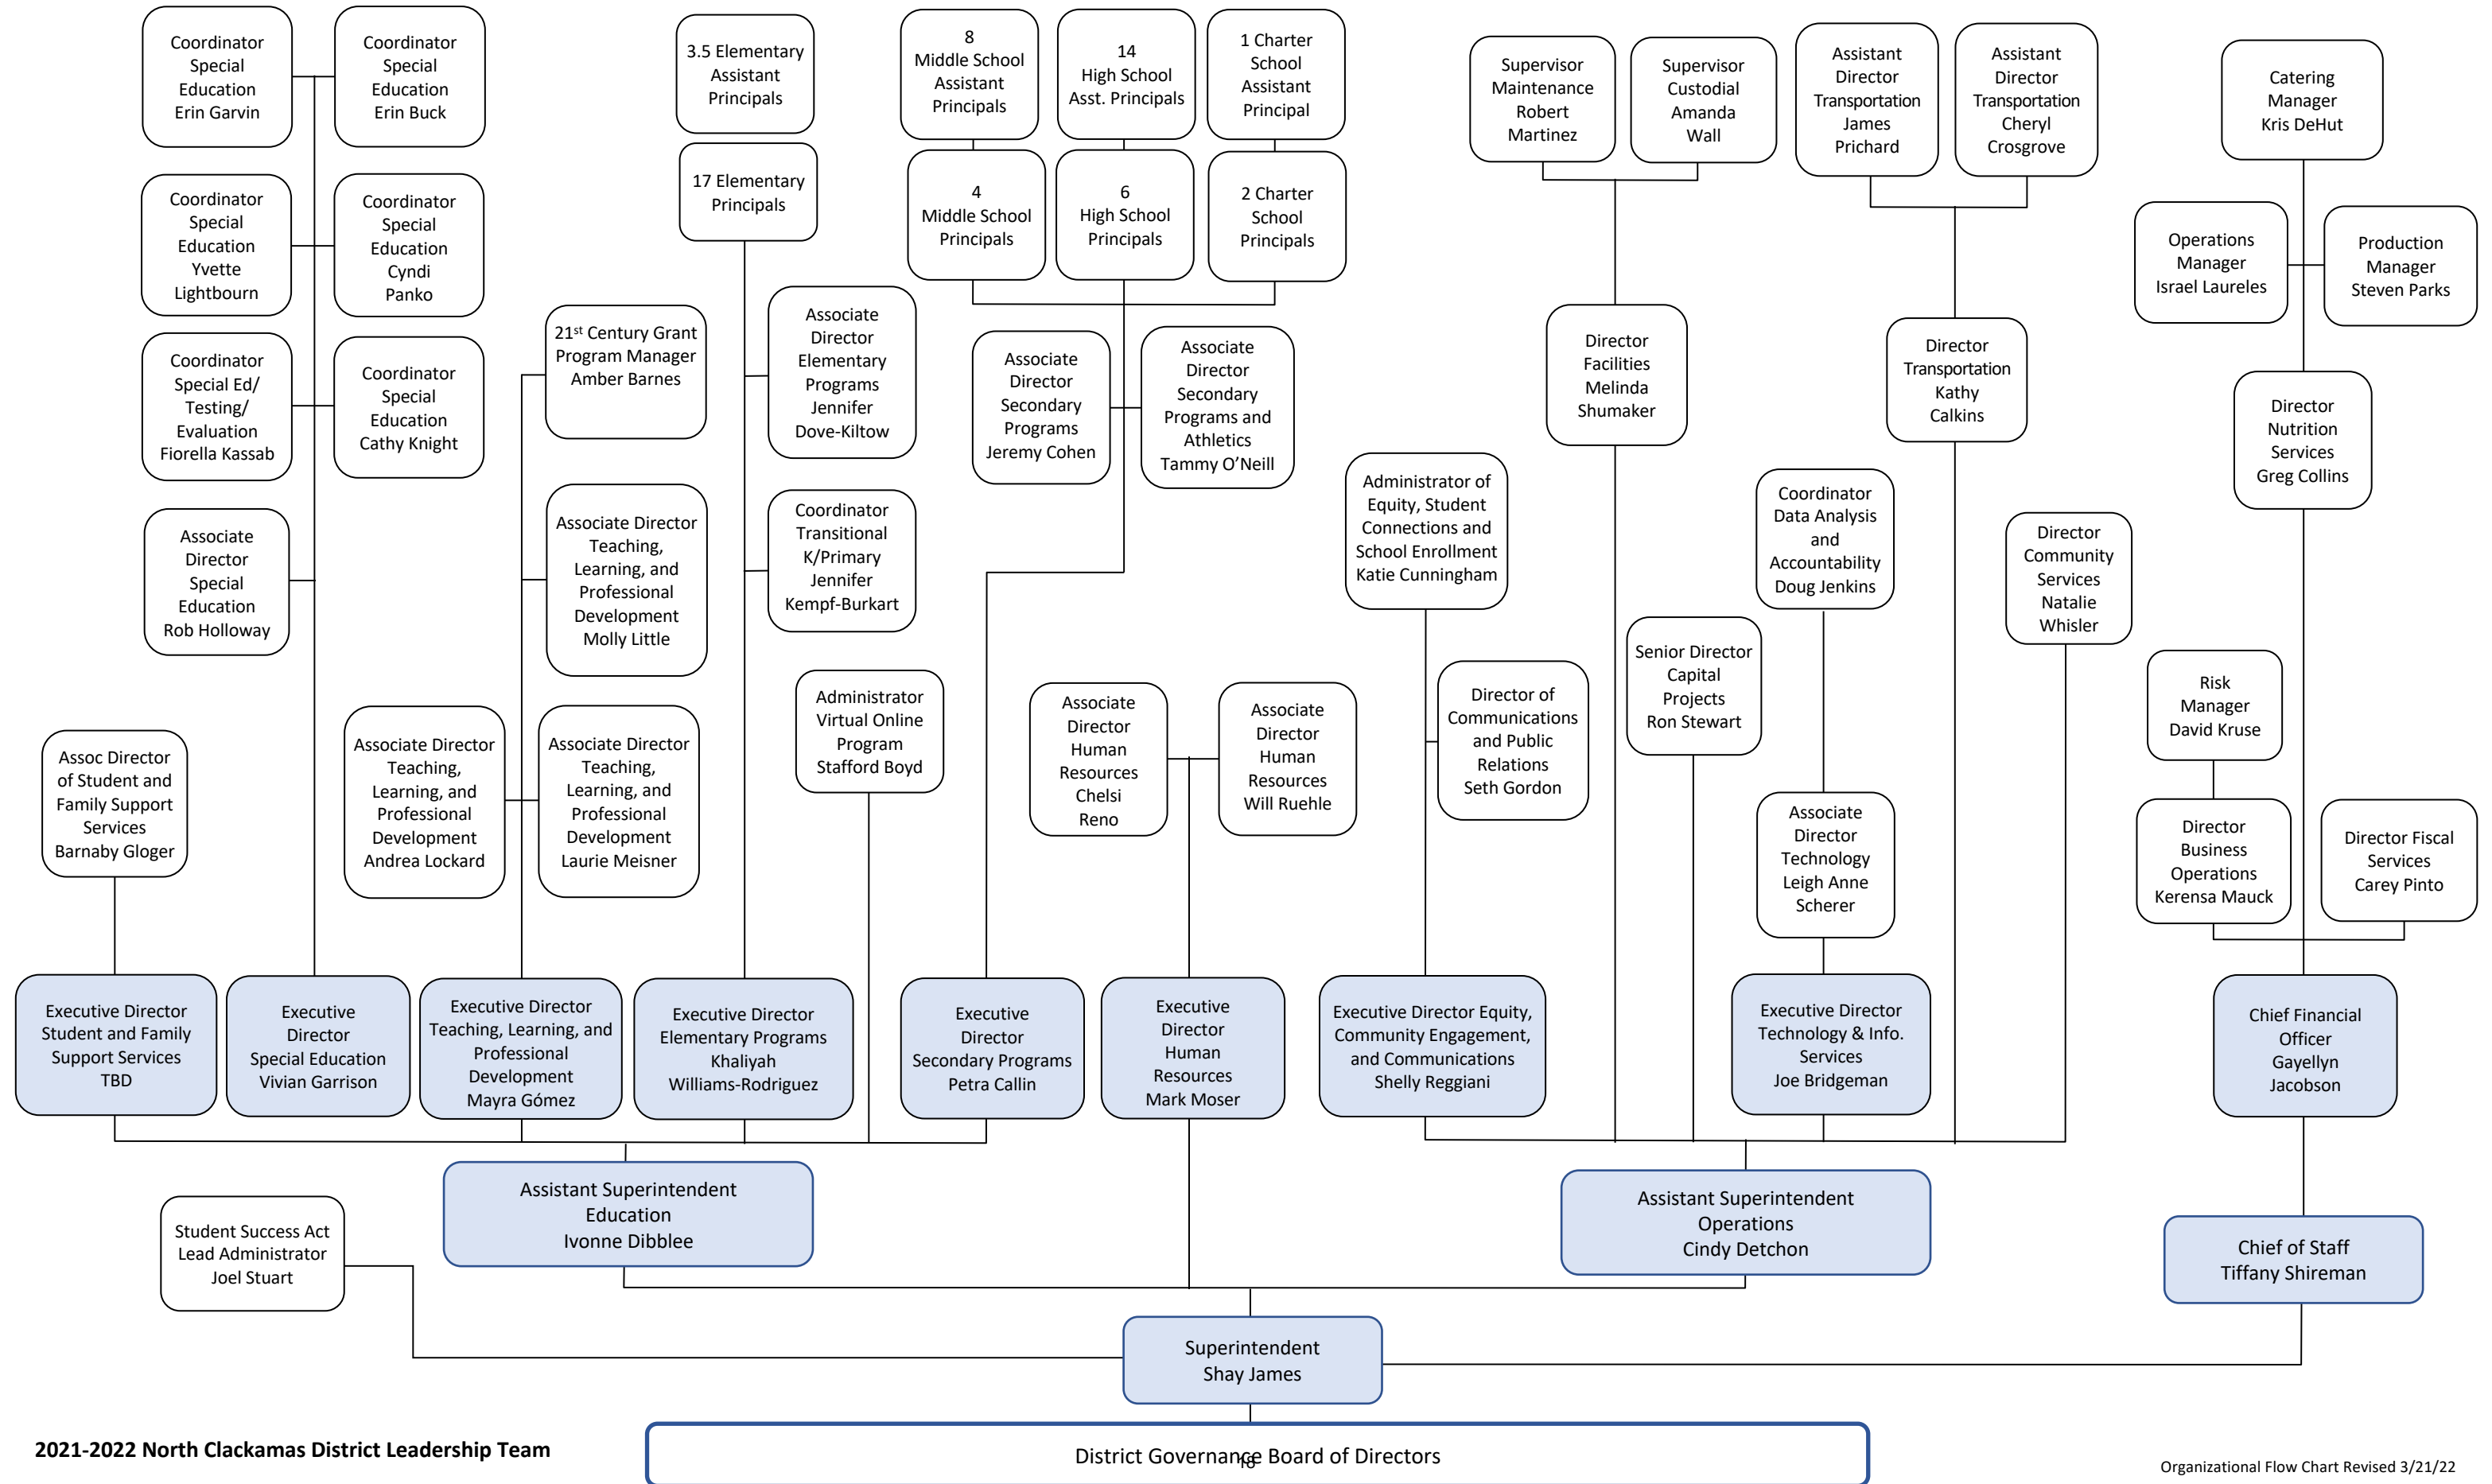 Coordinator
Special
Education
Erin Garvin
Coordinator
Special
Education
Erin Buck
3.5 Elementary
Assistant
Principals
8
Middle School
Assistant
Principals
14
High School
Asst. Principals
1 Charter
School
Assistant
Principal
Supervisor
Maintenance
Robert
Martinez
Supervisor
Custodial
Amanda
Wall
Assistant
Director
Transportation
James
Prichard
Assistant
Director
Transportation
Cheryl
Crosgrove
Catering
Manager
Kris DeHut
Coordinator
Special
Education
Yvette
Lightbourn
Coordinator
Special
Education
Cyndi
Panko
17 Elementary
Principals
4
Middle School
Principals
6
High School
Principals
2 Charter
School
Principals
Operations
Manager
Israel Laureles
Production
Manager
Steven Parks
Coordinator
Special Ed/
Testing/
Evaluation
Fiorella Kassab
Coordinator
Special
Education
Cathy Knight
21st Century Grant
Program Manager
Amber Barnes
Associate
Director
Elementary
Programs
Jennifer
Dove-Kiltow
Associate
Director
Secondary
Programs
Jeremy Cohen
Associate
Director
Secondary
Programs and
Athletics
Tammy O’Neill
Director
Facilities
Melinda
Shumaker
Director
Transportation
Kathy
Calkins
Director
Nutrition
Services
Greg Collins
Associate
Director
Special
Education
Rob Holloway
Associate Director
Teaching,
Learning, and
Professional
Development
Molly Little
Coordinator
Transitional
K/Primary
Jennifer
Kempf-Burkart
Administrator of
Equity, Student
Connections and
School Enrollment
Katie Cunningham
Coordinator
Data Analysis
and
Accountability
Doug Jenkins
Director
Community
Services
Natalie
Whisler
Assoc Director
of Student and
Family Support
Services
Barnaby Gloger
Associate Director
Teaching,
Learning, and
Professional
Development
Andrea Lockard
Associate Director
Teaching,
Learning, and
Professional
Development
Laurie Meisner
Administrator
Virtual Online
Program
Stafford Boyd
Associate
Director
Human
Resources
Chelsi
Reno
Associate
Director
Human
Resources
Will Ruehle
Director of
Communications
and Public
Relations
Seth Gordon
Senior Director
Capital
Projects
Ron Stewart
Associate
Director
Technology
Leigh Anne
Scherer
Risk
Manager
David Kruse
Director
Business
Operations
Kerensa Mauck
Director Fiscal
Services
Carey Pinto
Executive Director
Student and Family
Support Services
TBD
Executive
Director
Special Education
Vivian Garrison
Executive Director
Teaching, Learning, and
Professional
Development
Mayra Gómez
Executive Director
Elementary Programs
Khaliyah
Williams-Rodriguez
Executive
Director
Secondary Programs
Petra Callin
Executive
Director
Human
Resources
Mark Moser
Executive Director Equity,
Community Engagement,
and Communications
Shelly Reggiani
Executive Director
Technology & Info.
Services
Joe Bridgeman
Chief Financial
Officer
Gayellyn
Jacobson
Student Success Act
Lead Administrator
Joel Stuart
Assistant Superintendent
Education
Ivonne Dibblee
Assistant Superintendent
Operations
Cindy Detchon
Chief of Staff
Tiffany Shireman
Superintendent
Shay James
2021-2022 North Clackamas District Leadership Team
District Governance Board of Directors
18
Organizational Flow Chart Revised 3/21/22